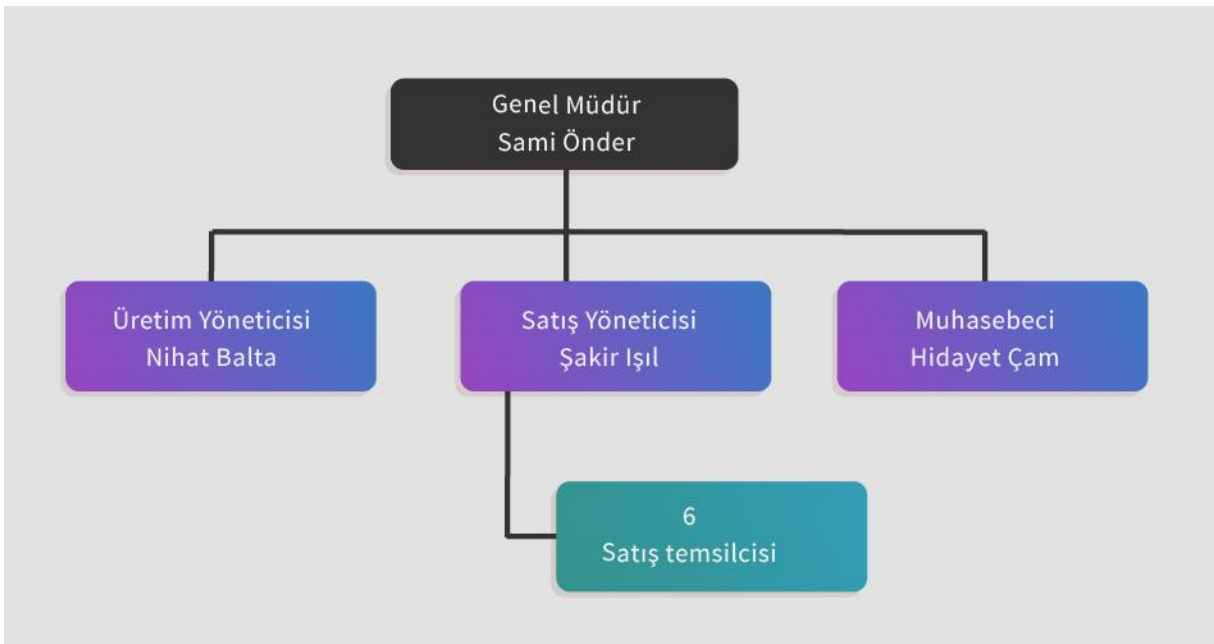 Genel Müdür
Sami Önder
Üretim Yöneticisi
Nihat Balta
Satış Yöneticisi
Şakir Işıl
Muhasebeci
Hidayet Çam
6
Satış temsilcisi